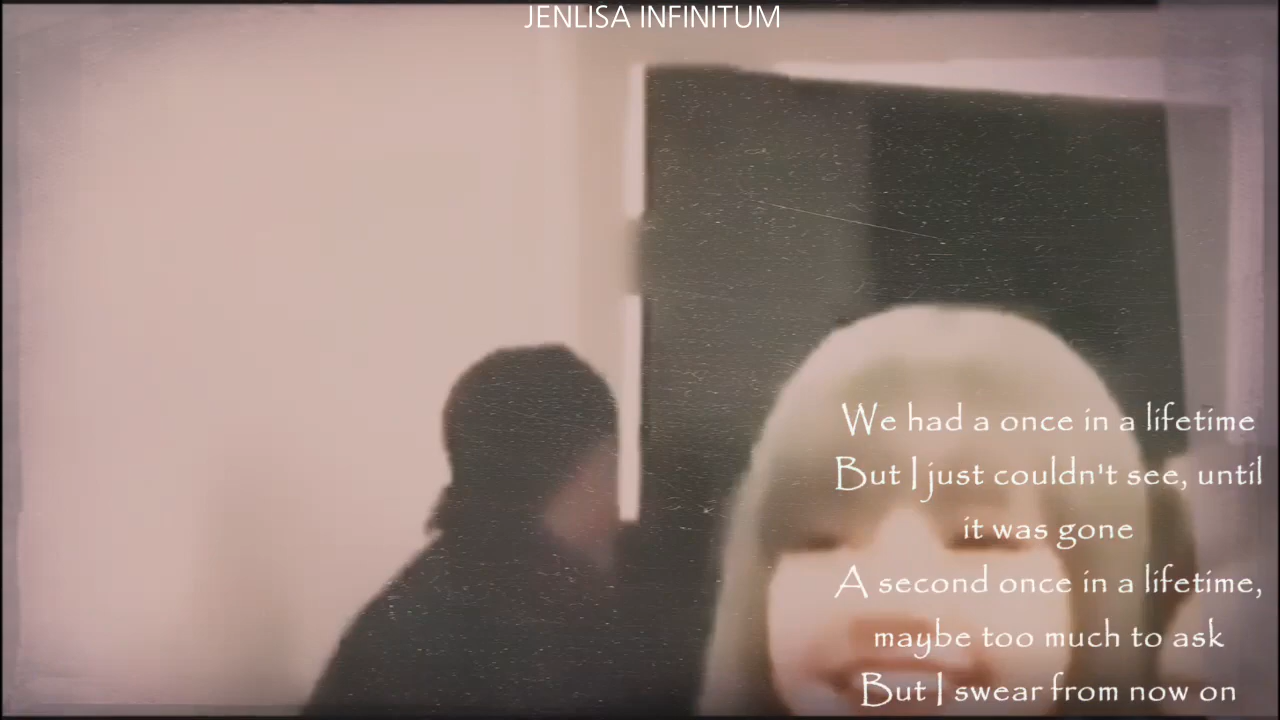 JENLISA INFINITUM
We had a once in a lifetime
But I just couldn't see, until
it was gone
A second once in a lifetime,
maybe too much to ask
But I swear from now on